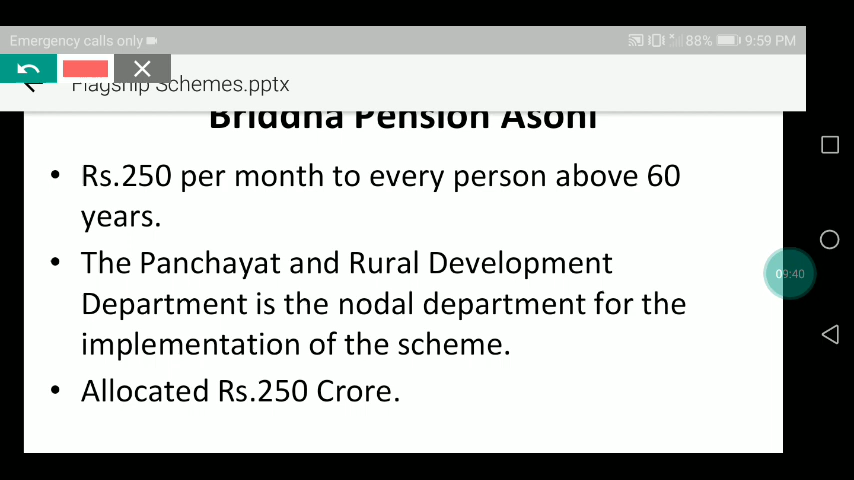 Emergency calls only
88% 9:59 PM
Flagship Schemes.pptx
Briddha Pension Asoni
• Rs.250 per month to every person above 60
years.
• The Panchayat and Rural Development
Department is the nodal department for the
implementation of the scheme.
09:40
• Allocated Rs.250 Crore.